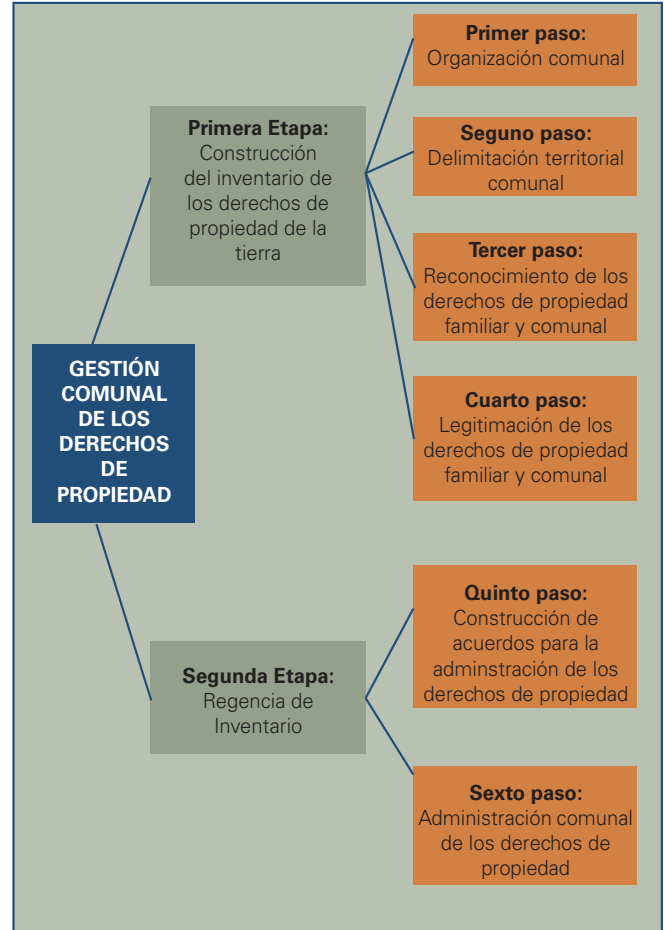 GESTIÓN
COMUNAL
DE LOS
DERECHOS
DE
PROPIEDAD
Primera Etapa:
Construcción
del inventario de
los derechos de
propiedad de la
tierra
Primer paso:
Organización comunal
Seguno paso:
Delimitación territorial
comunal
Tercer paso:
Reconocimiento de los
derechos de propiedad
familiar y comunal
Cuarto paso:
Legitimación de los
derechos de propiedad
familiar y comunal
Segunda Etapa:
Regencia de
Inventario
Quinto paso:
Construcción de
acuerdos para la
adminstración de los
derechos de propiedad
Sexto paso:
Administración comunal
de los derechos de
propiedad